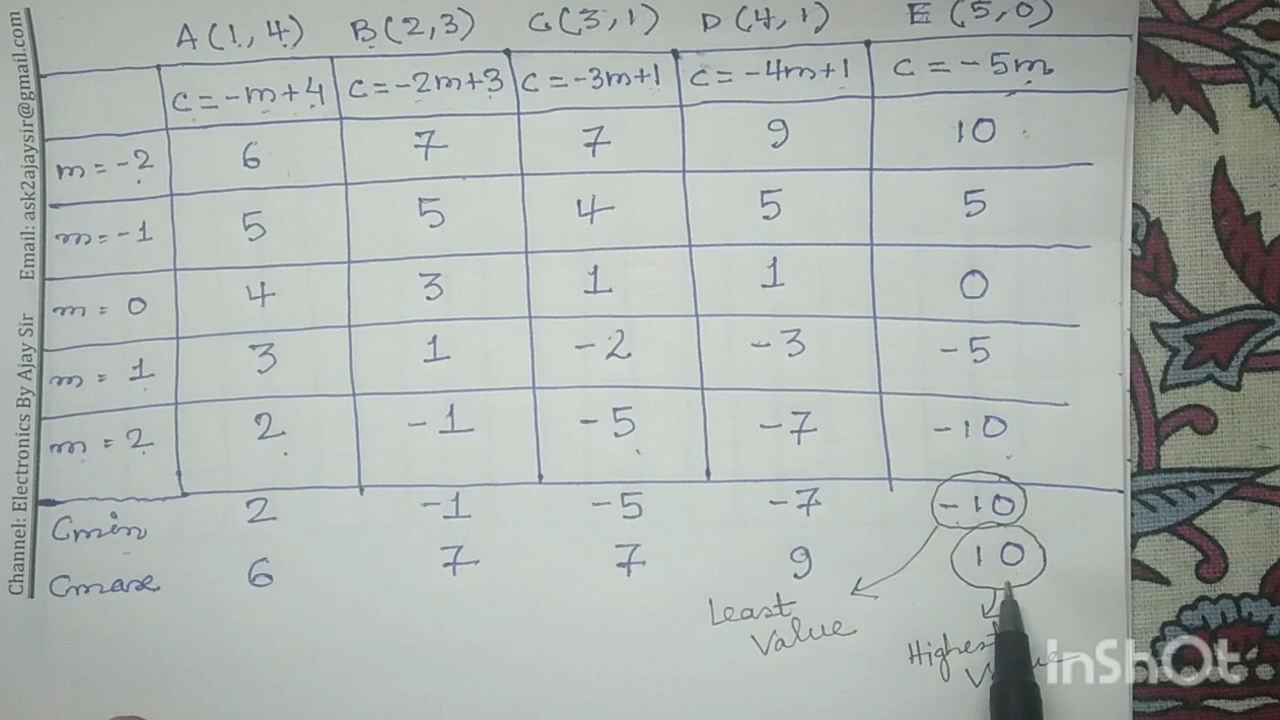 A(1,4) B(2,3) C(3,1) D(4,1) E(5,0)
c=-m+4 c=-2m+3 c=-3m+1 c=-4m+1 c=-5m
m=-2 6 7 7 9 10
m=-1 5 5 4 5 5
m=0 4 3 1 1 0
m=1 3 1 -2 -3 -5
m=2 2 -1 -5 -7 -10
Cmin 2 -1 -5 -7 -10
Cmax 6 7 7 9 10
Least
Value
Highest
InShOt
Channel: Electronics By Ajay Sir Email: ask2ajaysir@gmail.com